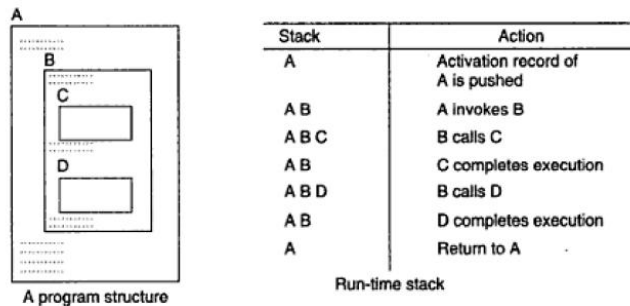 A
B
C
D
A program structure
Stack Action
A Activation record of
A is pushed
A B A invokes B
A B C B calls C
A B C completes execution
A B D B calls D
A B D completes execution
A Return to A
Run-time stack